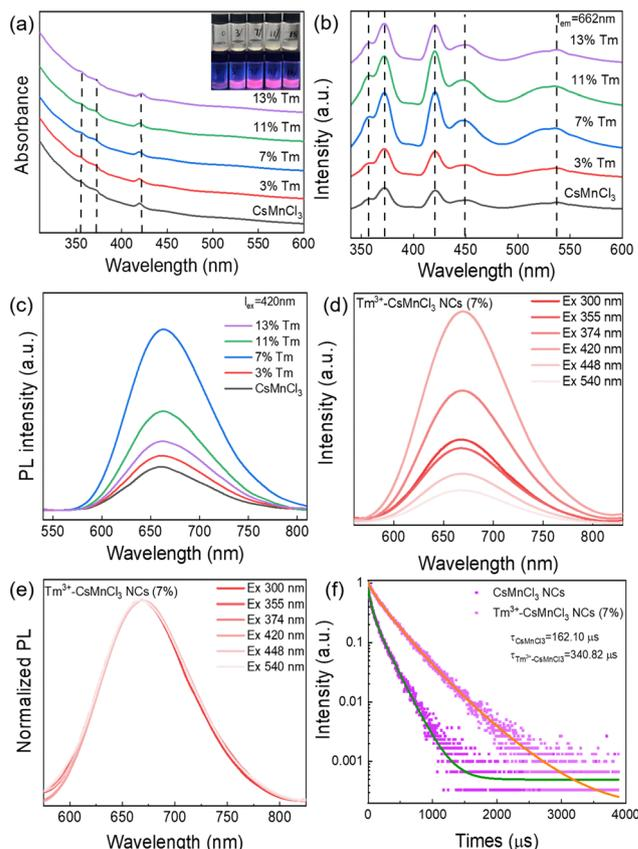 (a)
Absorbance
13% Tm
11% Tm
7% Tm
3% Tm
CsMnCl3
350 400 450 500 550 600
Wavelength (nm)
(b)
Iem=662nm
Intensity (a.u.)
13% Tm
11% Tm
7% Tm
3% Tm
CsMnCl3
350 400 450 500 550 600
Wavelength (nm)
(c)
Iex=420nm
PL intensity (a.u.)
13% Tm
11% Tm
7% Tm
3% Tm
CsMnCl3
550 600 650 700 750 800
Wavelength (nm)
(d)
Tm3+-CsMnCl3 NCs (7%)
Intensity (a.u.)
Ex 300 nm
Ex 355 nm
Ex 374 nm
Ex 420 nm
Ex 448 nm
Ex 540 nm
600 650 700 750 800
Wavelength (nm)
(e)
Tm3+-CsMnCl3 NCs (7%)
Normalized PL
Ex 300 nm
Ex 355 nm
Ex 374 nm
Ex 420 nm
Ex 448 nm
Ex 540 nm
600 650 700 750 800
Wavelength (nm)
(f)
Intensity (a.u.)
1
0.1
0.01
0.001
CsMnCl3 NCs
Tm3+-CsMnCl3 NCs (7%)
τCsMnCl3=162.10 μs
τTm3+-CsMnCl3=340.82 μs
0 1000 2000 3000 4000
Times (μs)